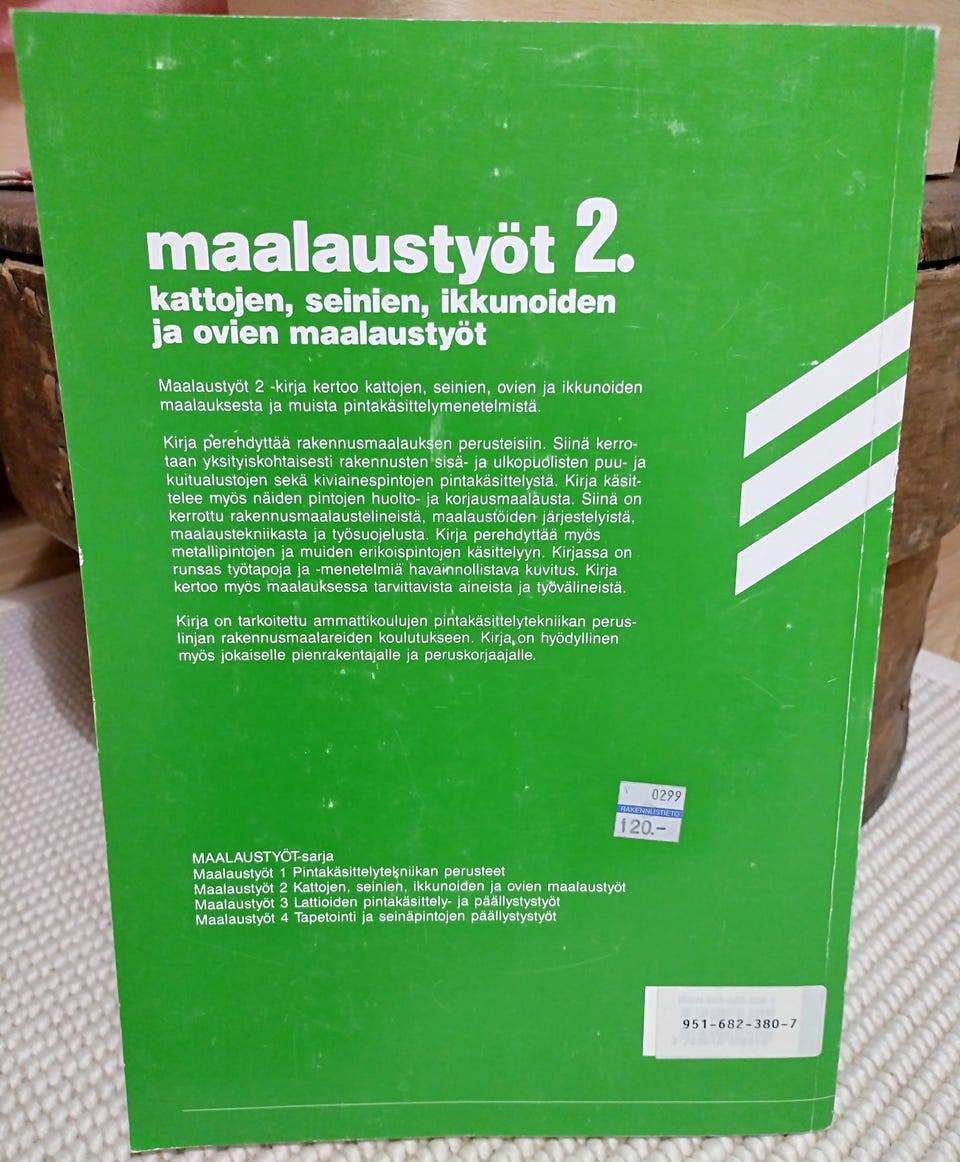 maalaustyöt 2.
kattojen, seinien, ikkunoiden
ja ovien maalaustyöt
Maalaustyöt 2 -kirja kertoo kattojen, seinien, ovien ja ikkunoiden
maalauksesta ja muista pintakäsittelymenetelmistä.
Kirja perehdyttää rakennusmaalauksen perusteisiin. Siinä kerro-
taan yksityiskohtaisesti rakennusten sisä- ja ulkopuolisten puu- ja
kuitualustojen sekä kiviainespintojen pintakäsittelystä. Kirja käsit-
telee myös näiden pintojen huolto- ja korjausmaalausta. Siinä on
kerrottu rakennusmaalaustelineistä, maalaustöiden järjestelyistä,
maalaustekniikasta ja työsuojelusta. Kirja perehdyttää myös
metallipintojen ja muiden erikoispintojen käsittelyyn. Kirjassa on
runsas työtapoja ja -menetelmiä havainnollistava kuvitus. Kirja
kertoo myös maalauksessa tarvittavista aineista ja työvälineistä.
Kirja on tarkoitettu ammattikoulujen pintakäsittelytekniikan perus-
linjan rakennusmaalareiden koulutukseen. Kirja on hyödyllinen
myös jokaiselle pienrakentajalle ja peruskorjaajalle.
0299
RAKENNUSTIETO
120.-
MAALAUSTYÖT-sarja
Maalaustyöt 1 Pintakäsittelytekniikan perusteet
Maalaustyöt 2 Kattojen, seinien, ikkunoiden ja ovien maalaustyöt
Maalaustyöt 3 Lattioiden pintakäsittely- ja päällystystyöt
Maalaustyöt 4 Tapetointi ja seinäpintojen päällystystyöt
951-682-380-7